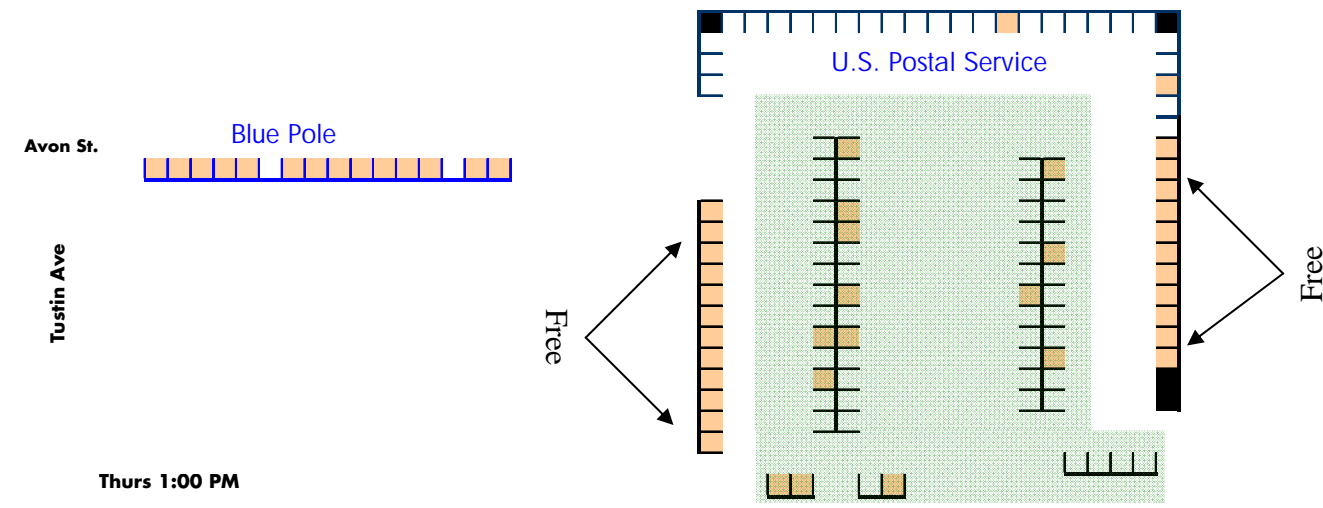 U.S. Postal Service
Blue Pole
Avon St.
Tustin Ave
Free
Free
Thurs 1:00 PM